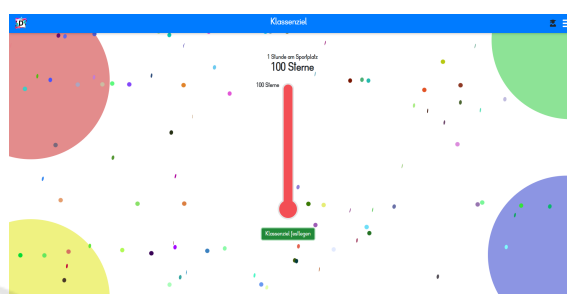 Klassenziel
1 Stunde am Sportplatz
100 Sterne
100 Sterne
Klassenziel festlegen